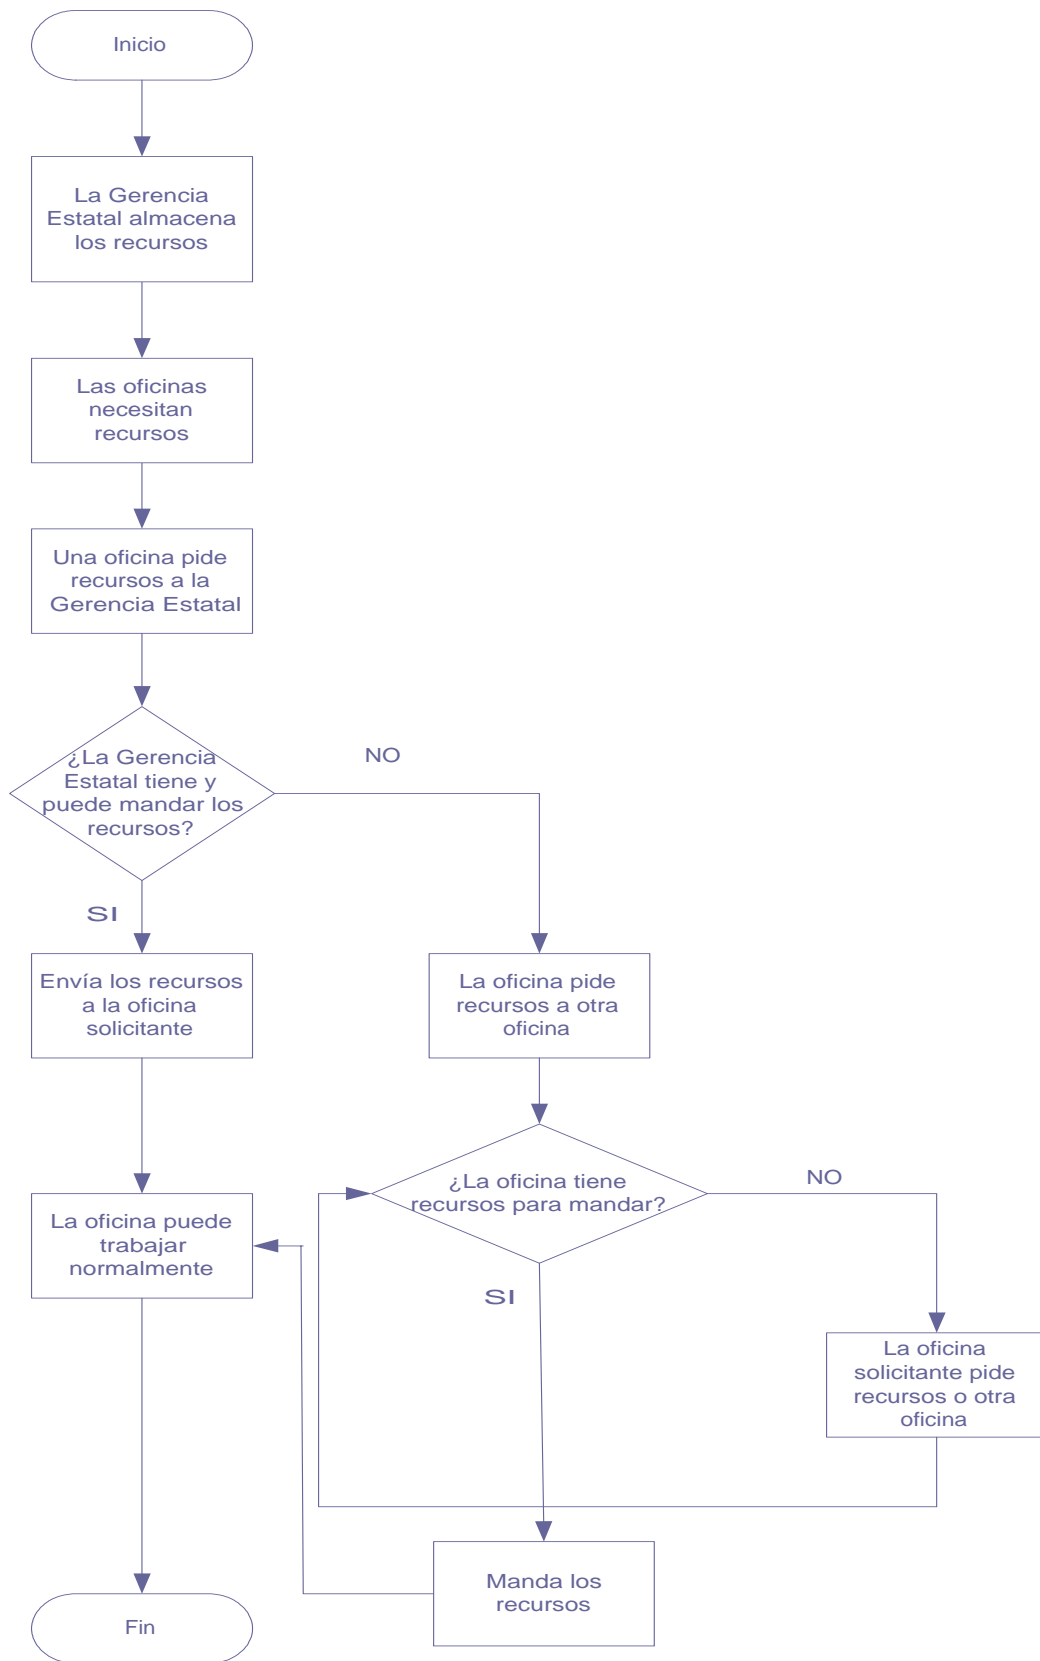 Inicio
La Gerencia
Estatal almacena
los recursos
Las oficinas
necesitan
recursos
Una oficina pide
recursos a la
Gerencia Estatal
¿La Gerencia
Estatal tiene y
puede mandar los
recursos?
NO
SI
Envía los recursos
a la oficina
solicitante
La oficina pide
recursos a otra
oficina
¿La oficina tiene
recursos para mandar?
NO
La oficina puede
trabajar
normalmente
SI
La oficina
solicitante pide
recursos o otra
oficina
Manda los
recursos
Fin